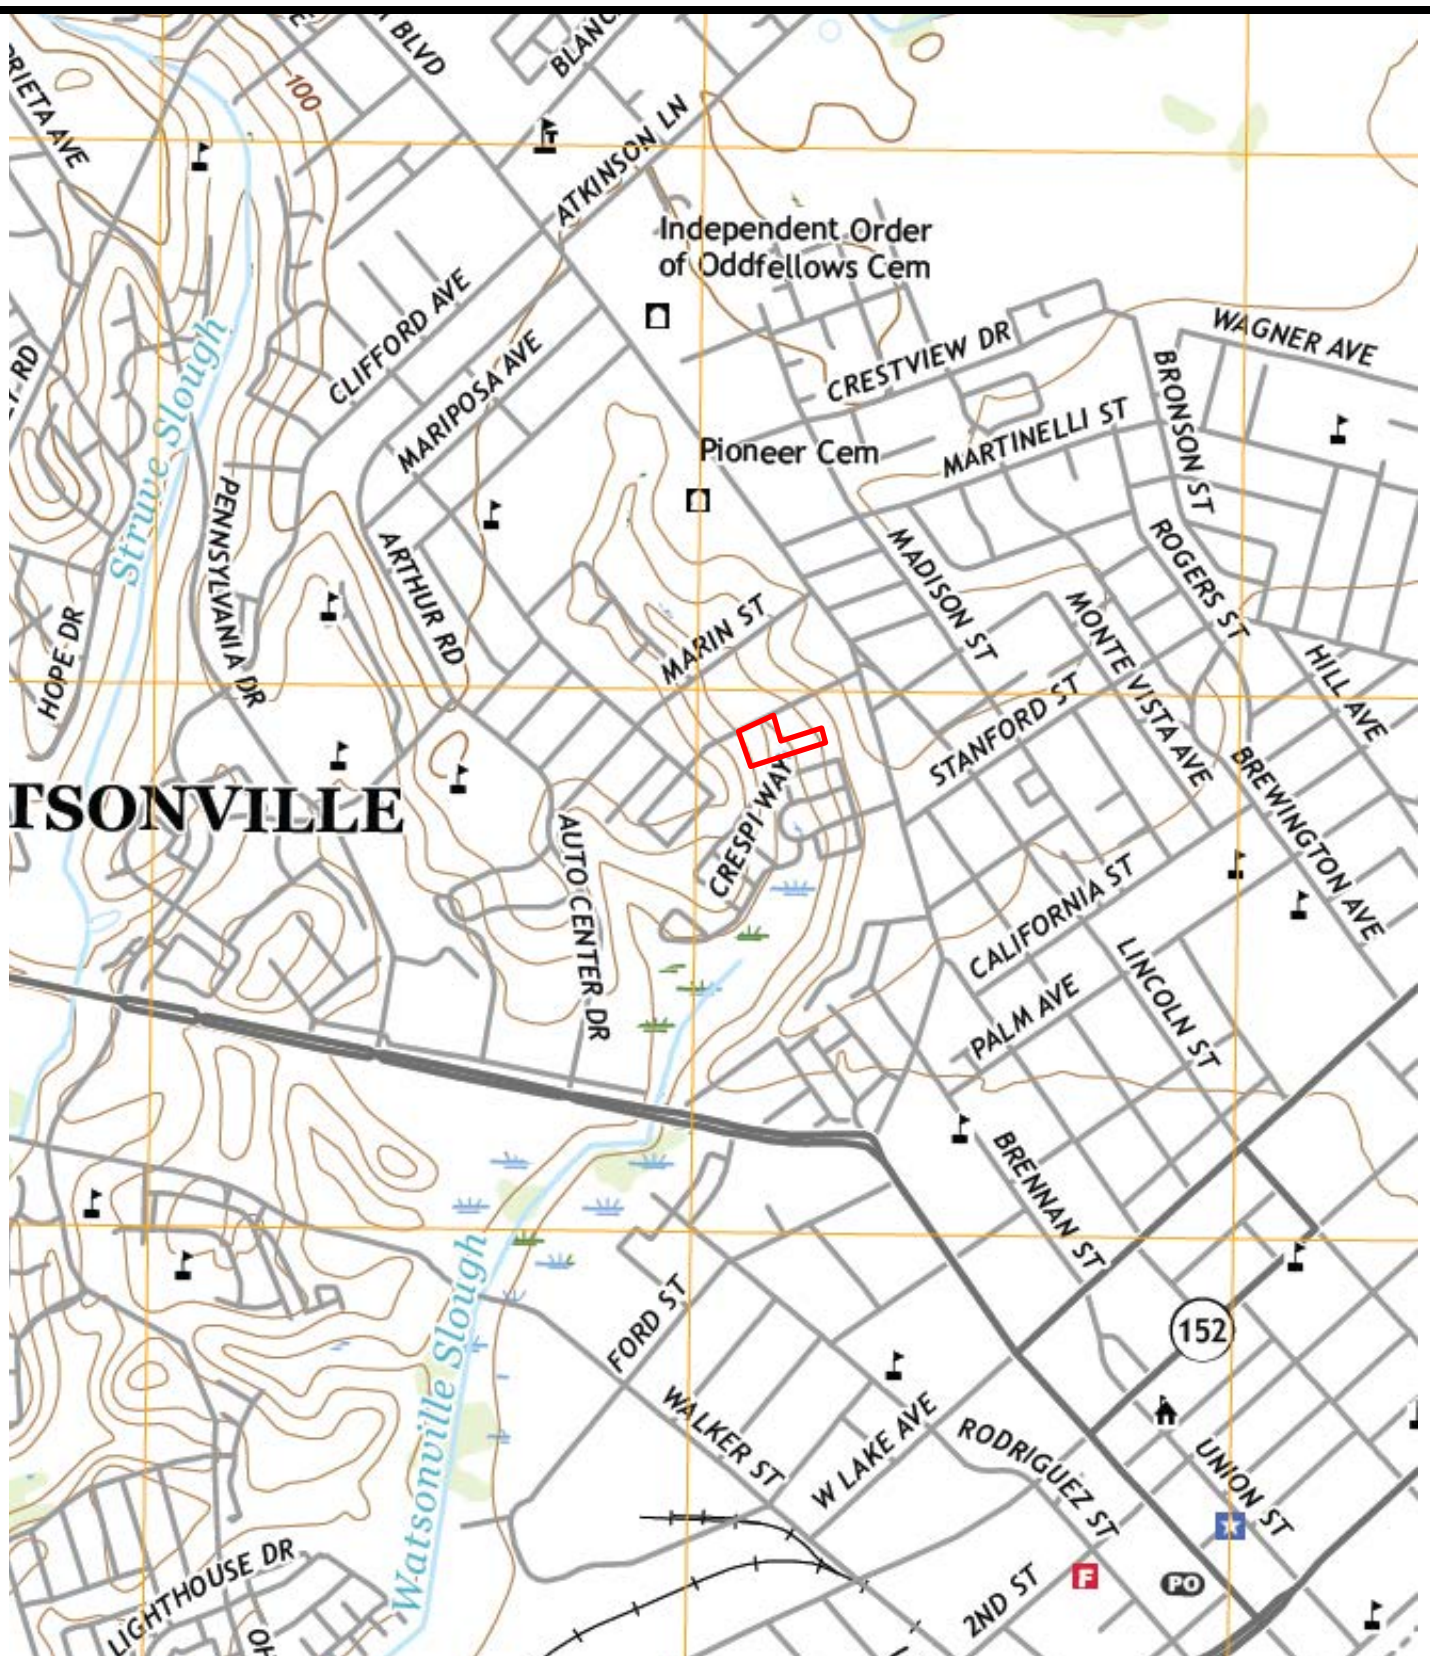 BLVD
100
ATKINSON LN
Independent Order
of Oddfellows Cem
CLIFFORD AVE
MARIPOSA AVE
CRESTVIEW DR
WAGNER AVE
BRONSON ST
MARTINELLI ST
Pioneer Cem
Struve Slough
PENNSYLVANIA DR
ARTHUR RD
MADISON ST
ROGERS ST
MARIN ST
MONTE VISTA AVE
HOPE DR
HILL AVE
STANFORD ST
BREWINGTON AVE
TSONVILLE
CRESPI WAY
AUTO CENTER DR
CALIFORNIA ST
LINCOLN ST
PALM AVE
BRENNAN ST
FORD ST
152
Watsonville Slough
WALKER ST
W LAKE AVE
RODRIGUEZ ST
UNION ST
LIGHTHOUSE DR
2ND ST
F
PO